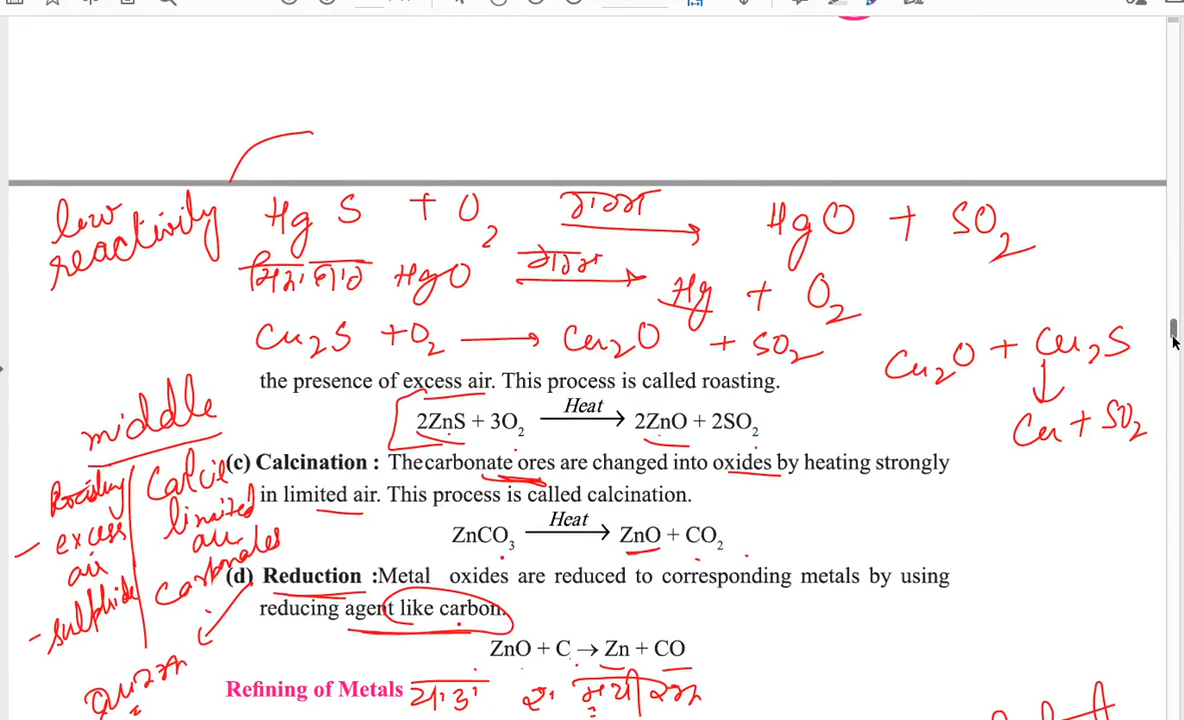 low reactivity
HgS + O2 → HgO + SO2
HgO → Hg + O2
Cu2S + O2 → Cu2O + SO2
Cu2O + Cu2S
↓
Cu + SO2
the presence of excess air. This process is called roasting.
2ZnS + 3O2 Heat → 2ZnO + 2SO2
middle
Roasting
- excess air
- sulphide
Calci
limited air
carbonates
(c) Calcination : The carbonate ores are changed into oxides by heating strongly
in limited air. This process is called calcination.
ZnCO3 Heat → ZnO + CO2
(d) Reduction :Metal oxides are reduced to corresponding metals by using
reducing agent like carbon.
ZnO + C → Zn + CO
Refining of Metals